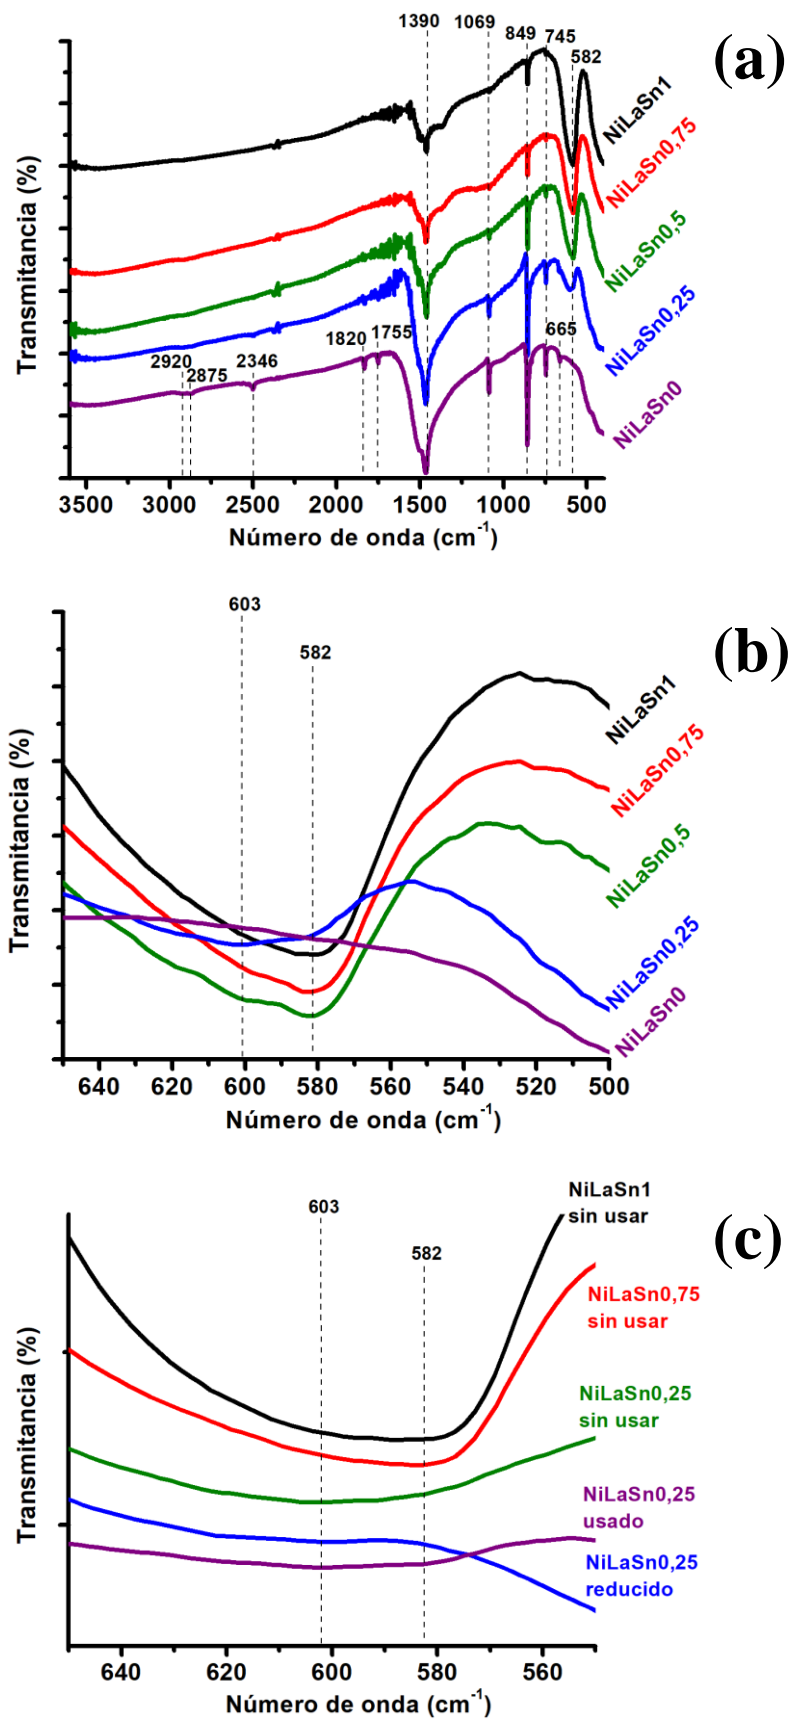 (a)
1390
1069
849
745
582
NiLaSn1
NiLaSn0,75
NiLaSn0,5
NiLaSn0,25
NiLaSn0
2920
2875
2346
1820
1755
665
Transmitancia (%)
3500 3000 2500 2000 1500 1000 500
Número de onda (cm-1)
(b)
603
582
NiLaSn1
NiLaSn0,75
NiLaSn0,5
NiLaSn0,25
NiLaSn0
Transmitancia (%)
640 620 600 580 560 540 520 500
Número de onda (cm-1)
(c)
603
582
NiLaSn1
sin usar
NiLaSn0,75
sin usar
NiLaSn0,25
sin usar
NiLaSn0,25
usado
NiLaSn0,25
reducido
Transmitancia (%)
640 620 600 580 560
Número de onda (cm-1)